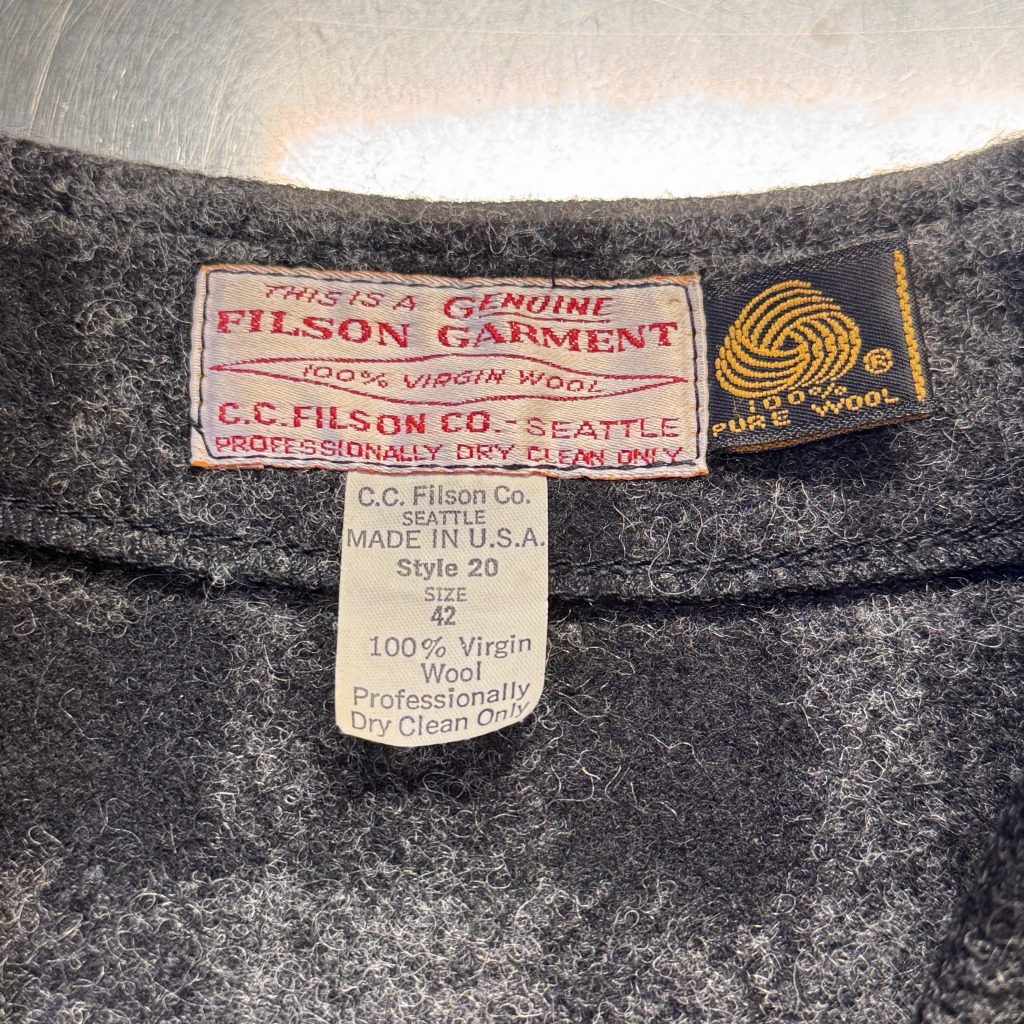 THIS IS A GENUINE
FILSON GARMENT
100% VIRGIN WOOL
C.C. FILSON CO. - SEATTLE
PROFESSIONALLY DRY CLEAN ONLY
®
100%
PURE WOOL
C.C. Filson Co.
SEATTLE
MADE IN U.S.A.
Style 20
SIZE
42
100% Virgin
Wool
Professionally
Dry Clean Only